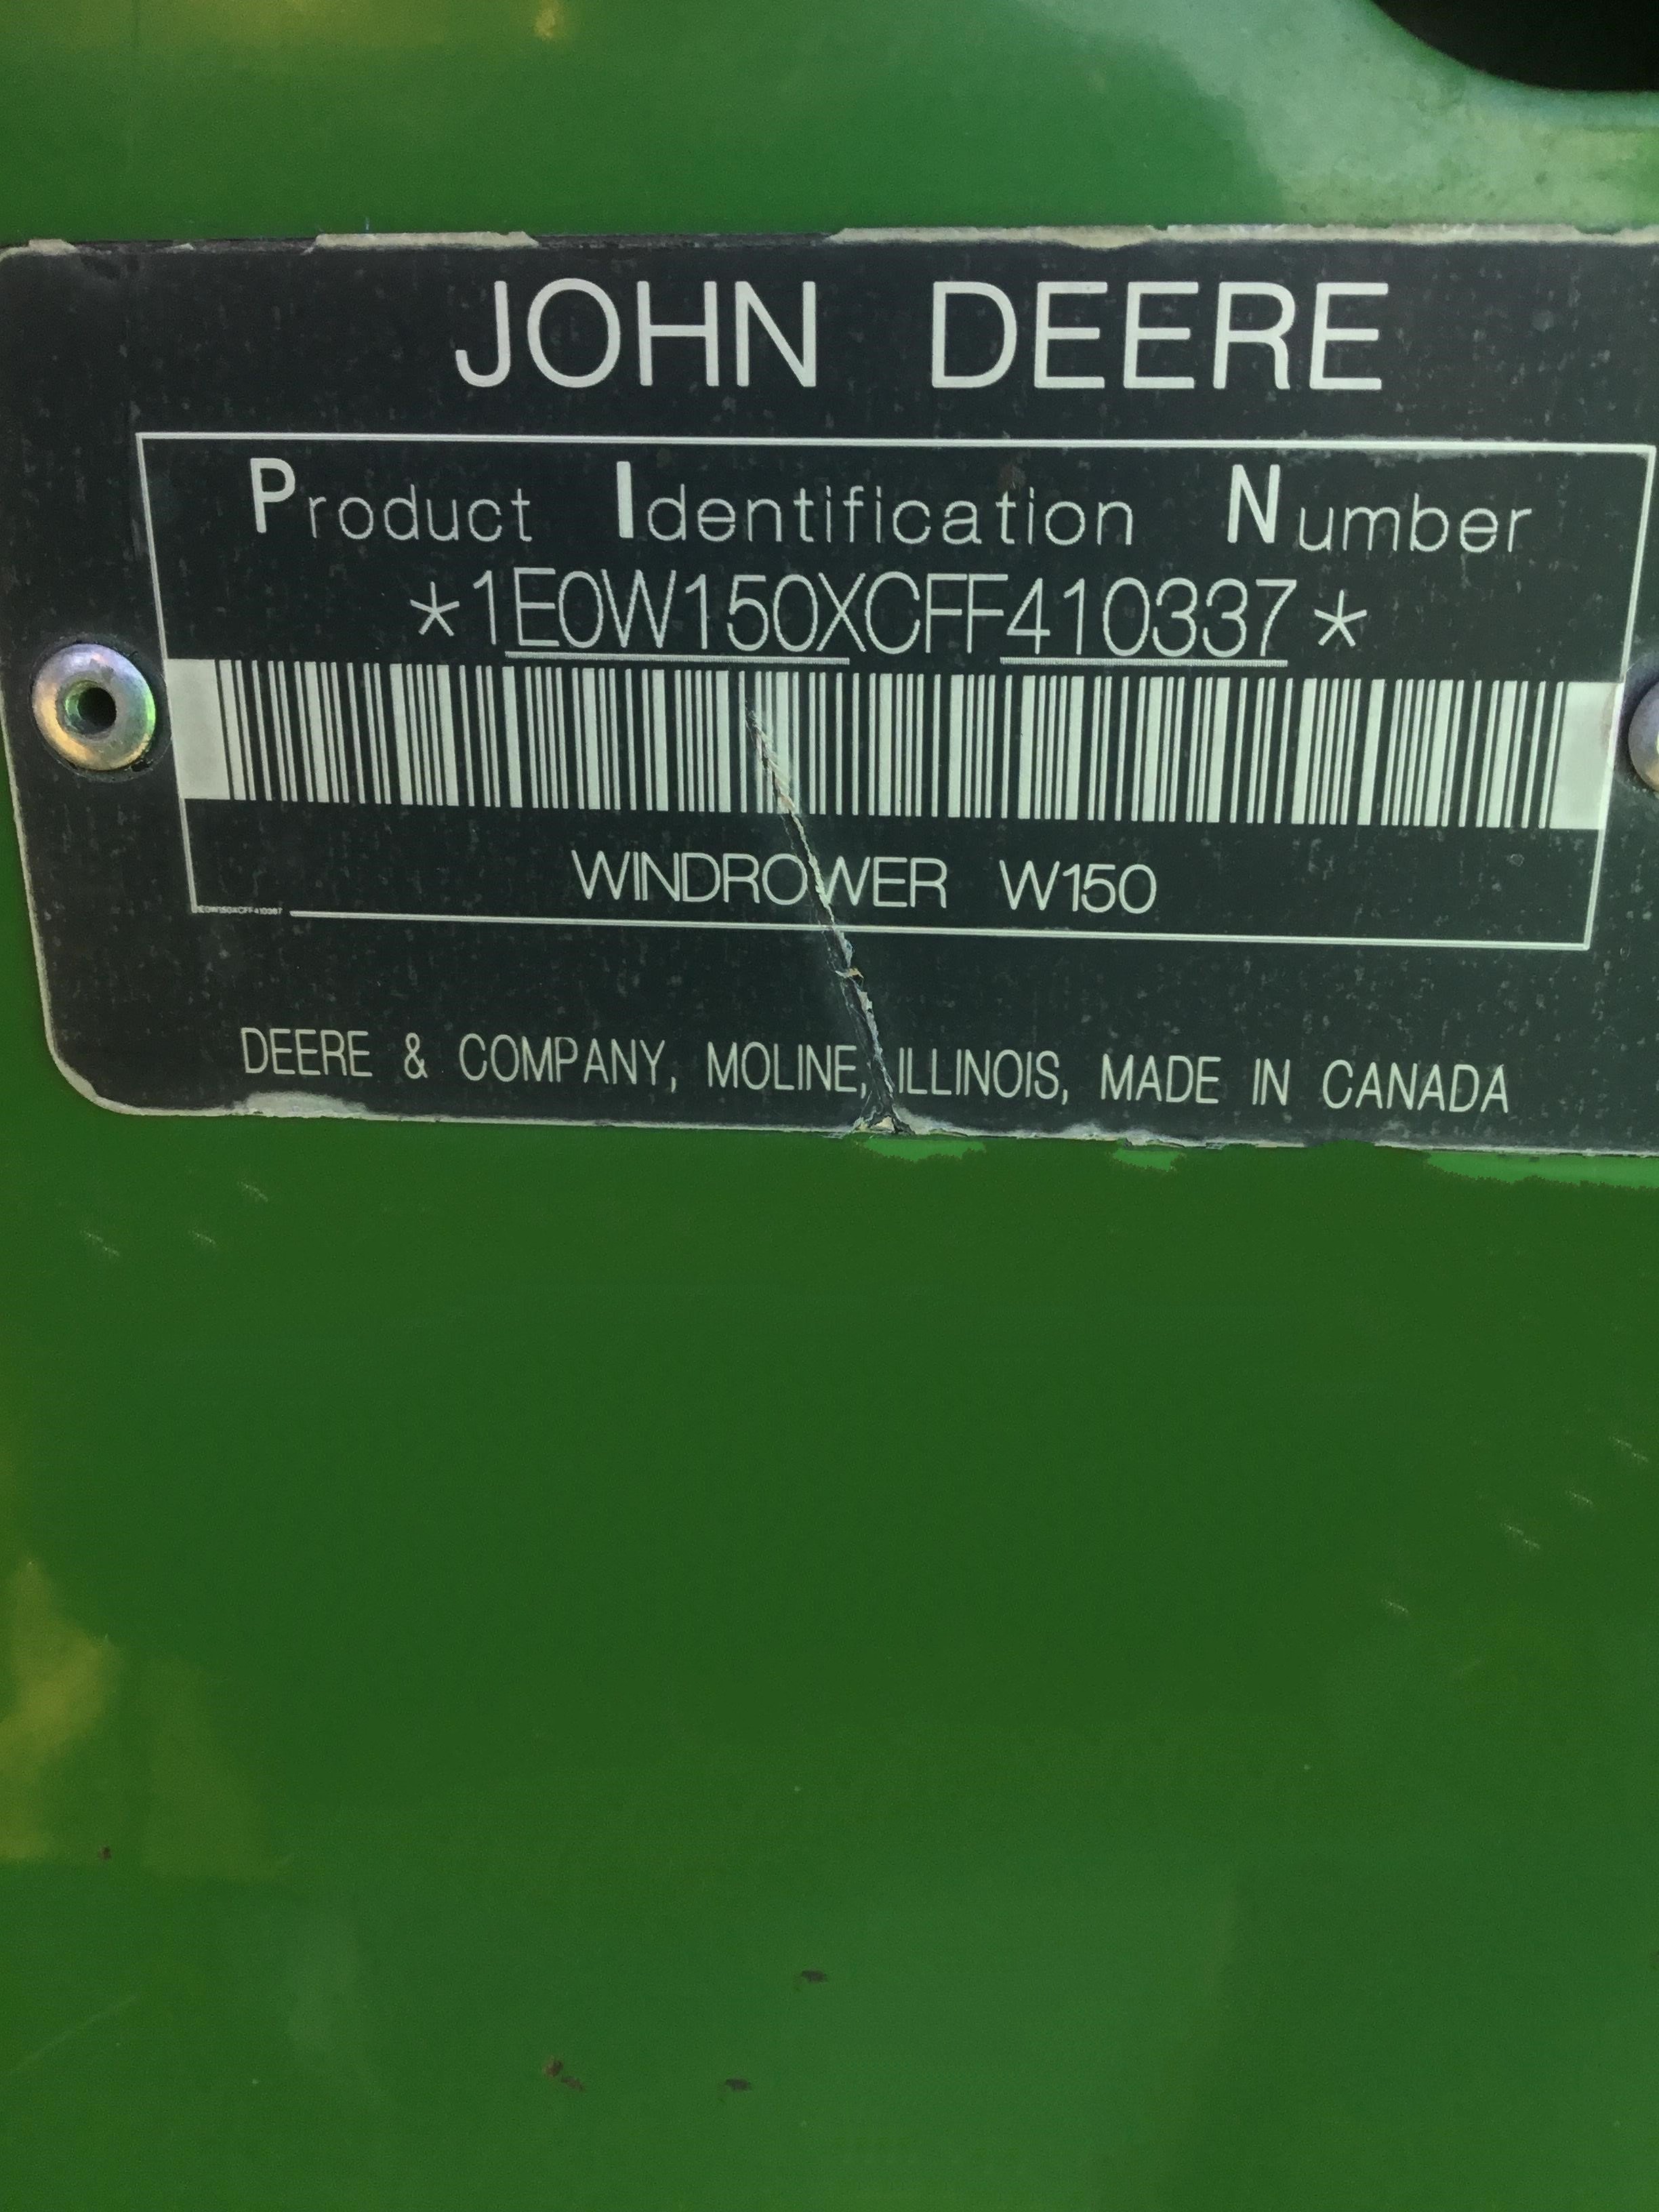 JOHN DEERE
Product Identification Number
*1E0W150XCFF410337*
WINDROWER W150
DEERE & COMPANY, MOLINE, ILLINOIS, MADE IN CANADA